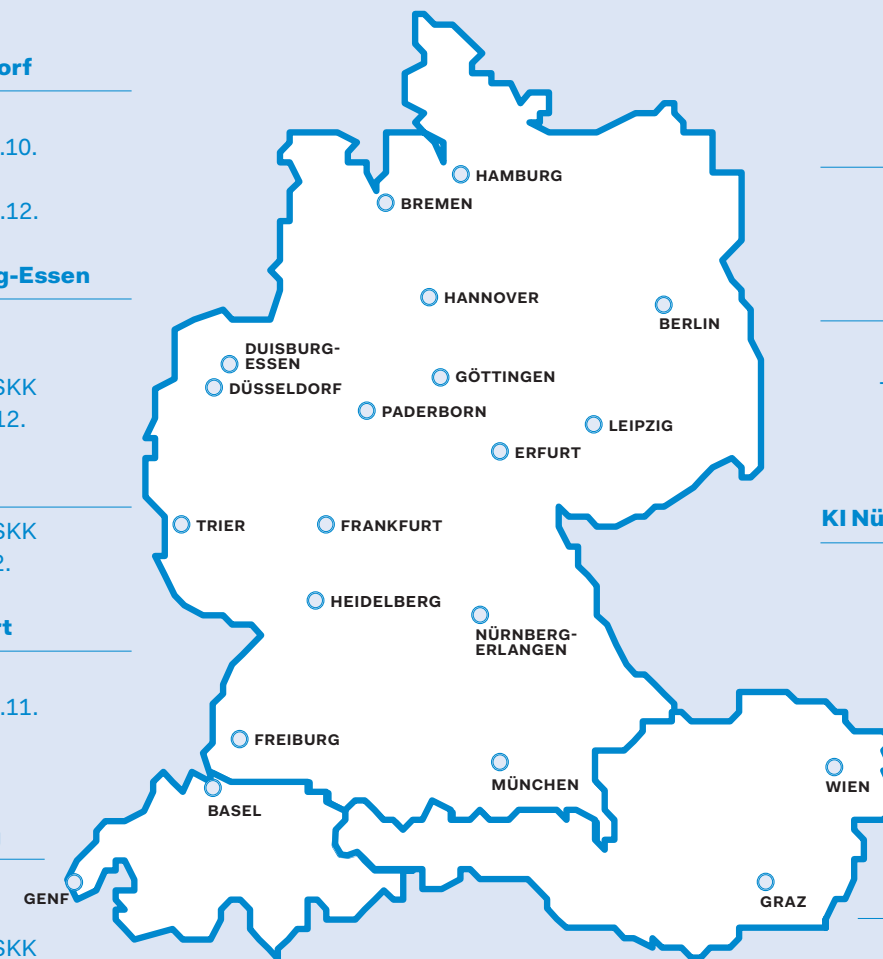 orf
.10.
.12.
g-Essen
SKK
12.
SKK
2.
rt
.11.
SKK
KI Nü
HAMBURG
BREMEN
HANNOVER
BERLIN
DUISBURG-
ESSEN
DÜSSELDORF
GÖTTINGEN
PADERBORN
LEIPZIG
ERFURT
TRIER
FRANKFURT
HEIDELBERG
NÜRNBERG-
ERLANGEN
FREIBURG
MÜNCHEN
WIEN
BASEL
GENF
GRAZ